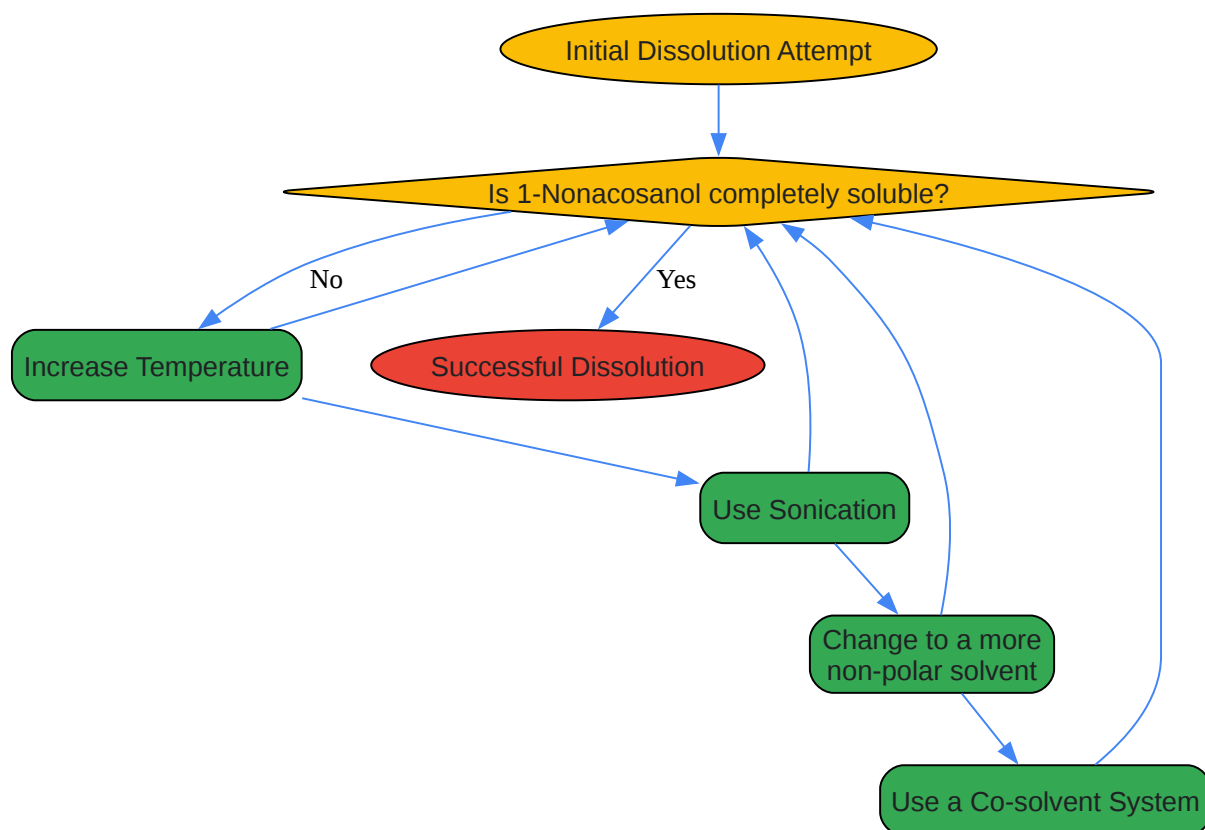 Initial Dissolution Attempt
Is 1-Nonacosanol completely soluble?
No
Yes
Increase Temperature
Successful Dissolution
Use Sonication
Change to a more
non-polar solvent
Use a Co-solvent System